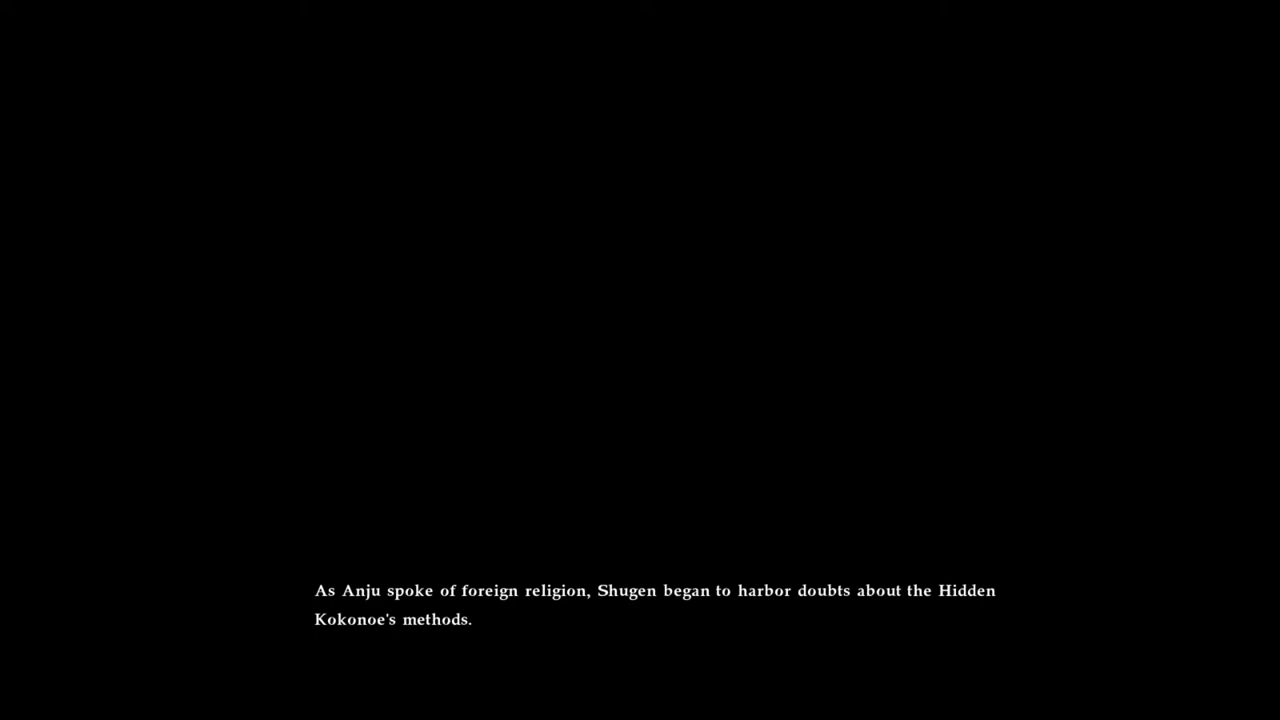 As Anju spoke of foreign religion, Shugen began to harbor doubts about the Hidden
Kokonoe's methods.